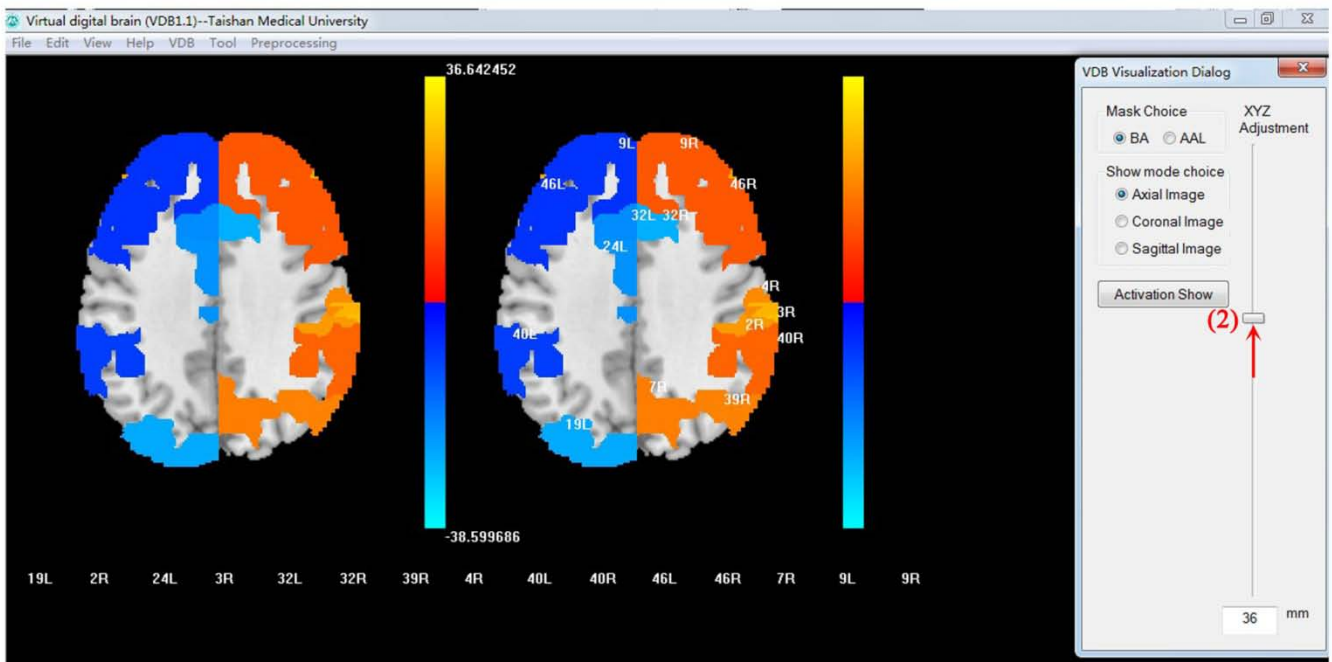 Virtual digital brain (VDB1.1)--Taishan Medical University
File Edit View Help VDB Tool Preprocessing
36.642452
-38.599686
9L 9R
46L 46R
32L 32R
24L
4R
3R
2R
40L 40R
7R
39R
19L
19L 2R 24L 3R 32L 32R 39R 4R 40L 40R 46L 46R 7R 9L 9R
VDB Visualization Dialog
Mask Choice
BA AAL
XYZ
Adjustment
Show mode choice
Axial Image
Coronal Image
Sagittal Image
Activation Show
(2)
36 mm